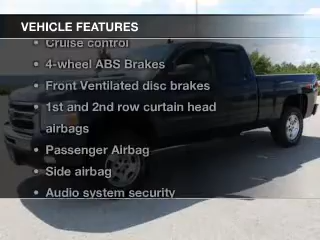 VEHICLE FEATURES
• Cruise control
• 4-wheel ABS Brakes
• Front Ventilated disc brakes
• 1st and 2nd row curtain head
airbags
• Passenger Airbag
• Side airbag
• Audio system security